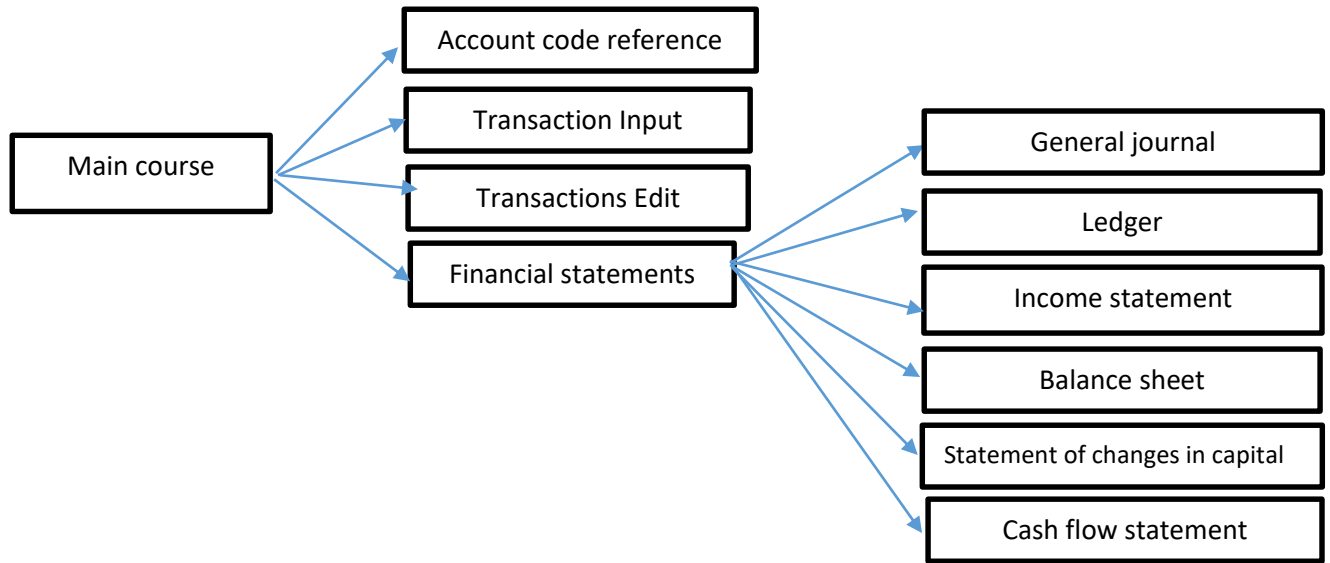 Main course
Account code reference
Transaction Input
Transactions Edit
Financial statements
General journal
Ledger
Income statement
Balance sheet
Statement of changes in capital
Cash flow statement